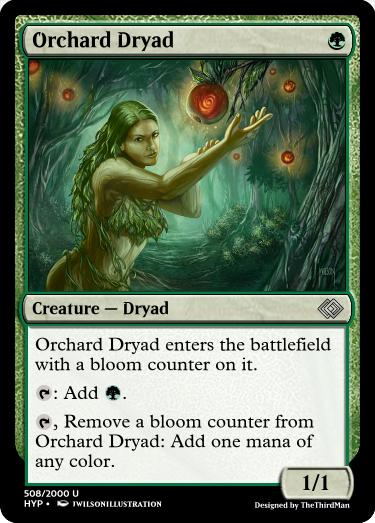 Orchard Dryad
Creature — Dryad
Orchard Dryad enters the battlefield
with a bloom counter on it.
: Add .
, Remove a bloom counter from
Orchard Dryad: Add one mana of
any color.
1/1
508/2000 U
HYP • JWILSONILLUSTRATION
Designed by TheThirdMan